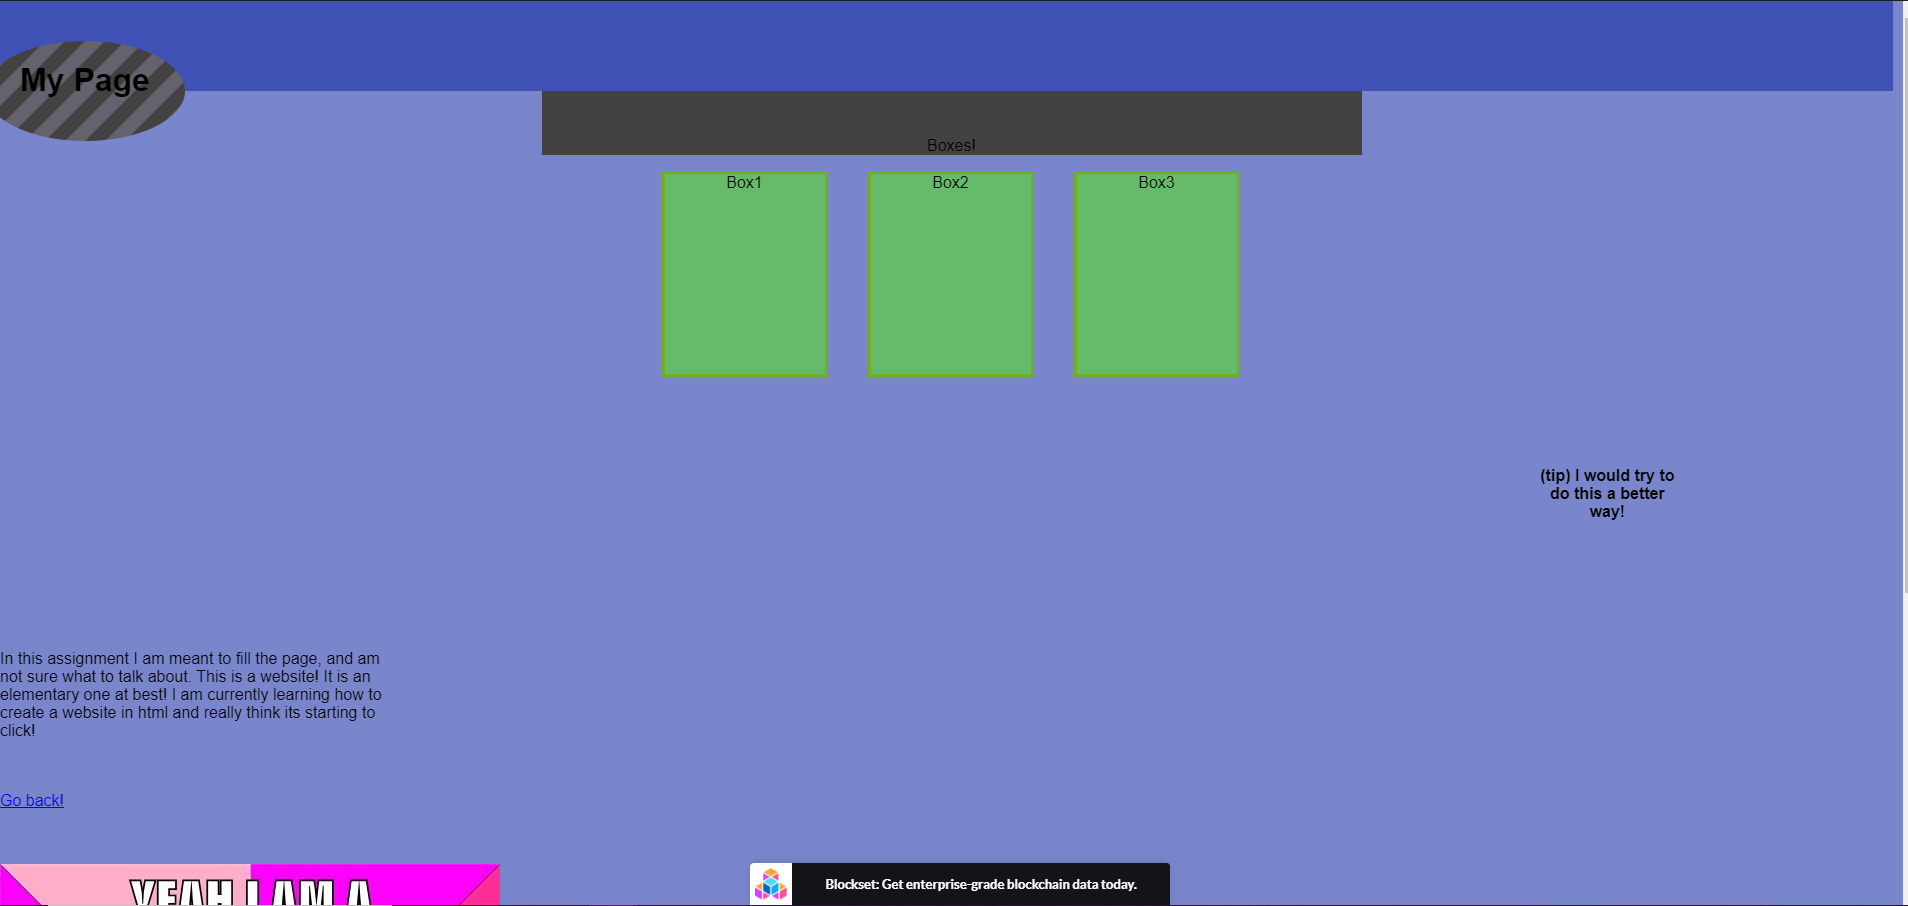 My Page
Boxes!
Box1
Box2
Box3
(tip) I would try to
do this a better
way!
In this assignment I am meant to fill the page, and am
not sure what to talk about. This is a website! It is an
elementary one at best! I am currently learning how to
create a website in html and really think its starting to
click!
Go back!
YEAH I AM A
Blockset: Get enterprise-grade blockchain data today.